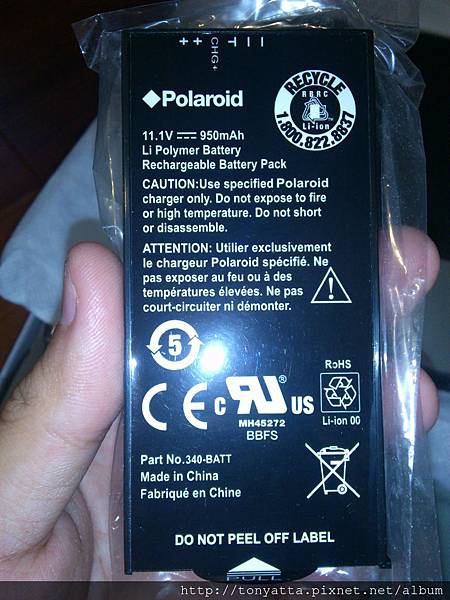 + + CHG+ T I —
Polaroid
RECYCLE
RBRC
Li-ion
1.800.822.8837
11.1V 950mAh
Li Polymer Battery
Rechargeable Battery Pack
CAUTION:Use specified Polaroid
charger only. Do not expose to fire
or high temperature. Do not short
or disassemble.
ATTENTION: Utilier exclusivement
le chargeur Polaroid spécifié. Ne
pas exposer au feu ou à des
températures élevées. Ne pas
court-circuiter ni démonter.
!
5
CE
c RU ® US
MH45272
BBFS
RoHS
Li-ion 00
Part No.340-BATT
Made in China
Fabriqué en Chine
DO NOT PEEL OFF LABEL
PULL
http://tonyatta.pixnet.net/album